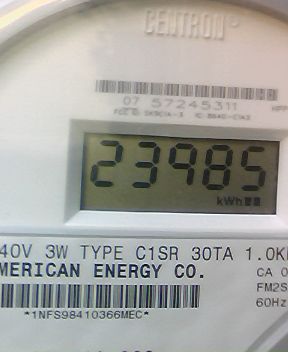 CENTRON
07 57245311
23985
kWh
40V 3W TYPE C1SR 30TA 1.0K
MERICAN ENERGY CO.
CA 0
FM2S
60Hz
*1NFS98410366MEC*